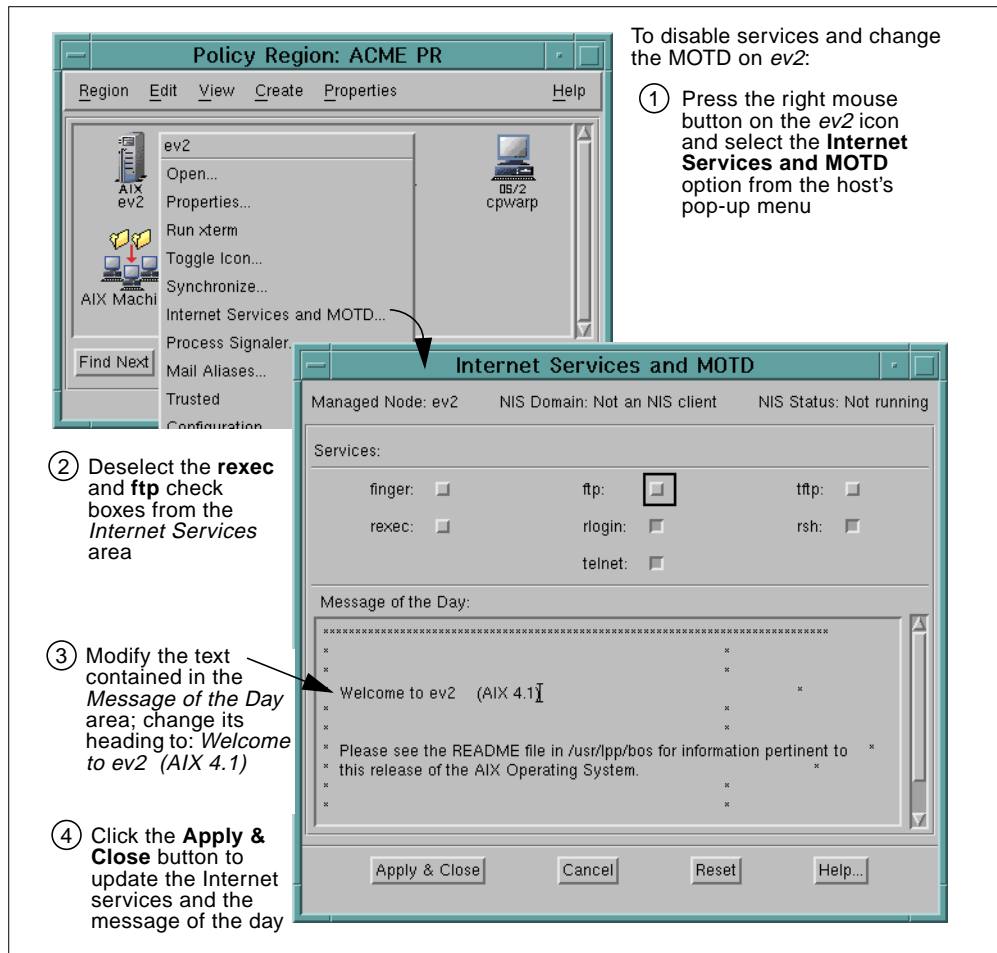 To disable services and change
the MOTD on ev2:
1 Press the right mouse
button on the ev2 icon
and select the Internet
Services and MOTD
option from the host's
pop-up menu
Policy Region: ACME PR
Region Edit View Create Properties Help
AIX
ev2
OS/2
cpwarp
AIX Machi
Find Next
ev2
Open...
Properties...
Run xterm
Toggle Icon...
Synchronize...
Internet Services and MOTD...
Process Signaler.
Mail Aliases...
Trusted
Configuration
Internet Services and MOTD
Managed Node: ev2 NIS Domain: Not an NIS client NIS Status: Not running
Services:
finger: ftp: tftp:
rexec: rlogin: rsh:
telnet:
2 Deselect the rexec
and ftp check
boxes from the
Internet Services
area
Message of the Day:
*******************************************************************************
* *
* *
Welcome to ev2 (AIX 4.1) *
* *
* *
* Please see the README file in /usr/lpp/bos for information pertinent to *
* this release of the AIX Operating System. *
* *
* *
3 Modify the text
contained in the
Message of the Day
area; change its
heading to: Welcome
to ev2 (AIX 4.1)
Apply & Close Cancel Reset Help...
4 Click the Apply &
Close button to
update the Internet
services and the
message of the day